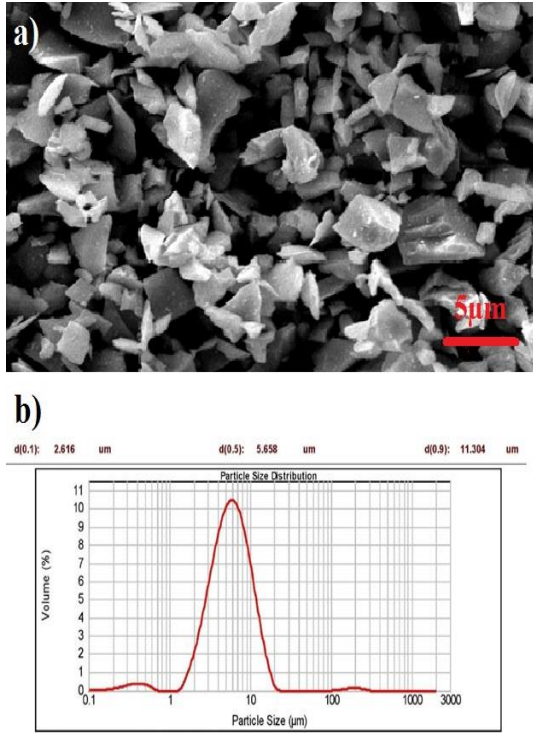 a)
5μm
b)
d(0.1): 2.616 um d(0.5): 5.658 um d(0.9): 11.304 um
Particle Size Distribution
Volume (%)
11
10
9
8
7
6
5
4
3
2
1
0
0.1 1 10 100 1000 3000
Particle Size (μm)